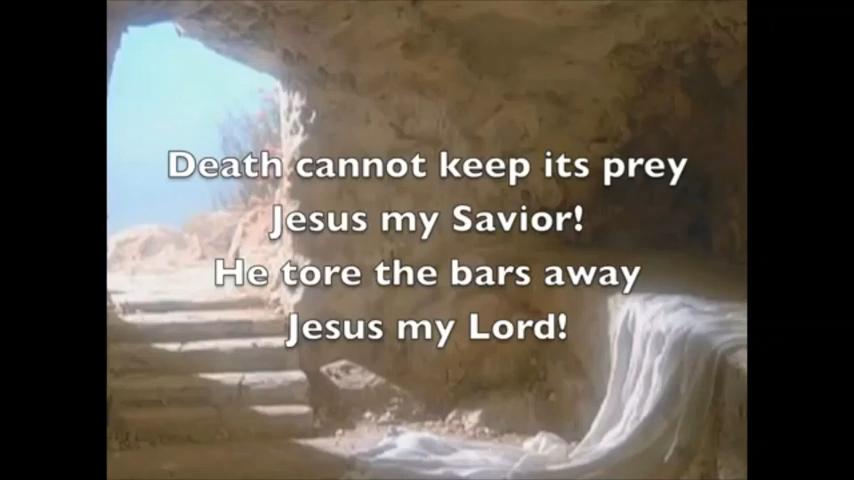 Death cannot keep its prey
Jesus my Savior!
He tore the bars away
Jesus my Lord!